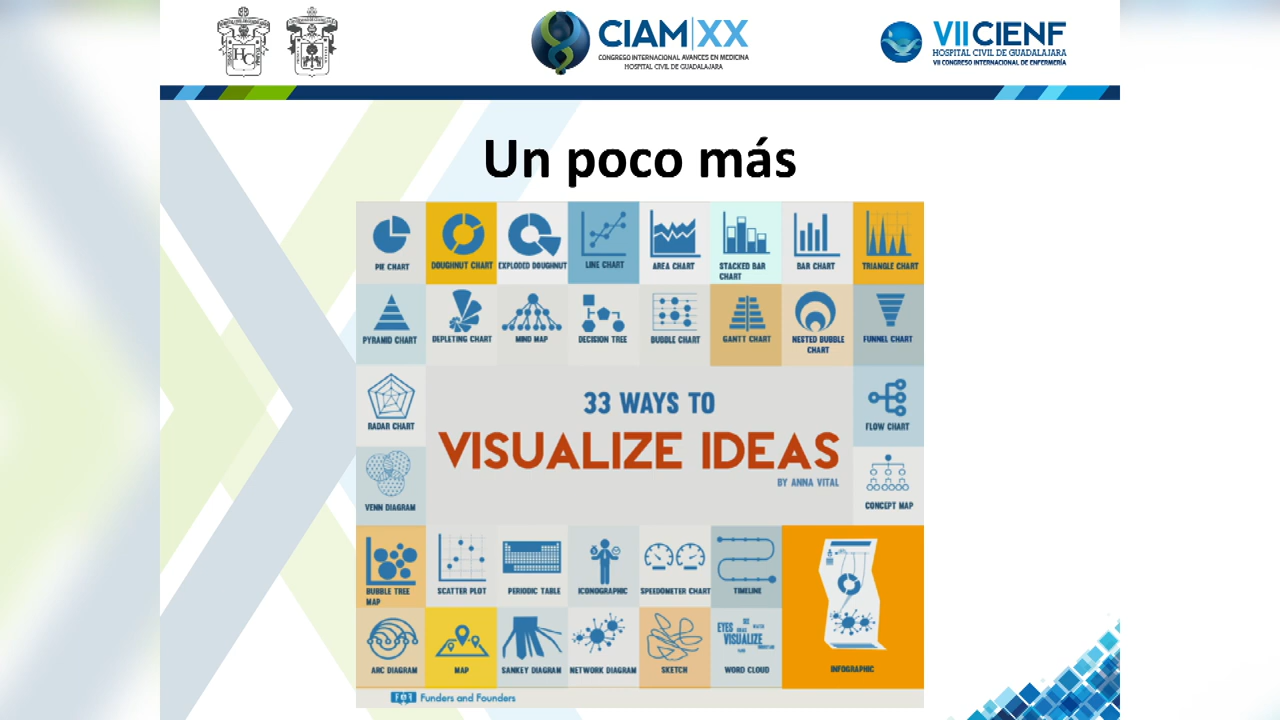 CIAM|XX
CONGRESO INTERNACIONAL AVANCES EN MEDICINA
HOSPITAL CIVIL DE GUADALAJARA
VII CIENF
HOSPITAL CIVIL DE GUADALAJARA
VII CONGRESO INTERNACIONAL DE ENFERMERÍA
Un poco más
PIE CHART
DOUGHNUT CHART
EXPLODED DOUGHNUT
LINE CHART
AREA CHART
STACKED BAR
CHART
BAR CHART
TRIANGLE CHART
PYRAMID CHART
DEPLETING CHART
MIND MAP
DECISION TREE
BUBBLE CHART
GANTT CHART
NESTED BUBBLE
CHART
FUNNEL CHART
RADAR CHART
33 WAYS TO
VISUALIZE IDEAS
BY ANNA VITAL
FLOW CHART
VENN DIAGRAM
CONCEPT MAP
BUBBLE TREE
MAP
SCATTER PLOT
PERIODIC TABLE
ICONOGRAPHIC
SPEEDOMETER CHART
TIMELINE
ARC DIAGRAM
MAP
SANKEY DIAGRAM
NETWORK DIAGRAM
SKETCH
EYES
VISUALIZE
WORD CLOUD
INFOGRAPHIC
Funders and Founders